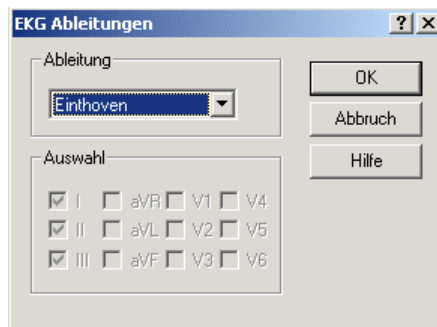 EKG Ableitungen
Ableitung
Einthoven
OK
Abbruch
Hilfe
Auswahl
I aVR V1 V4
II aVL V2 V5
III aVF V3 V6